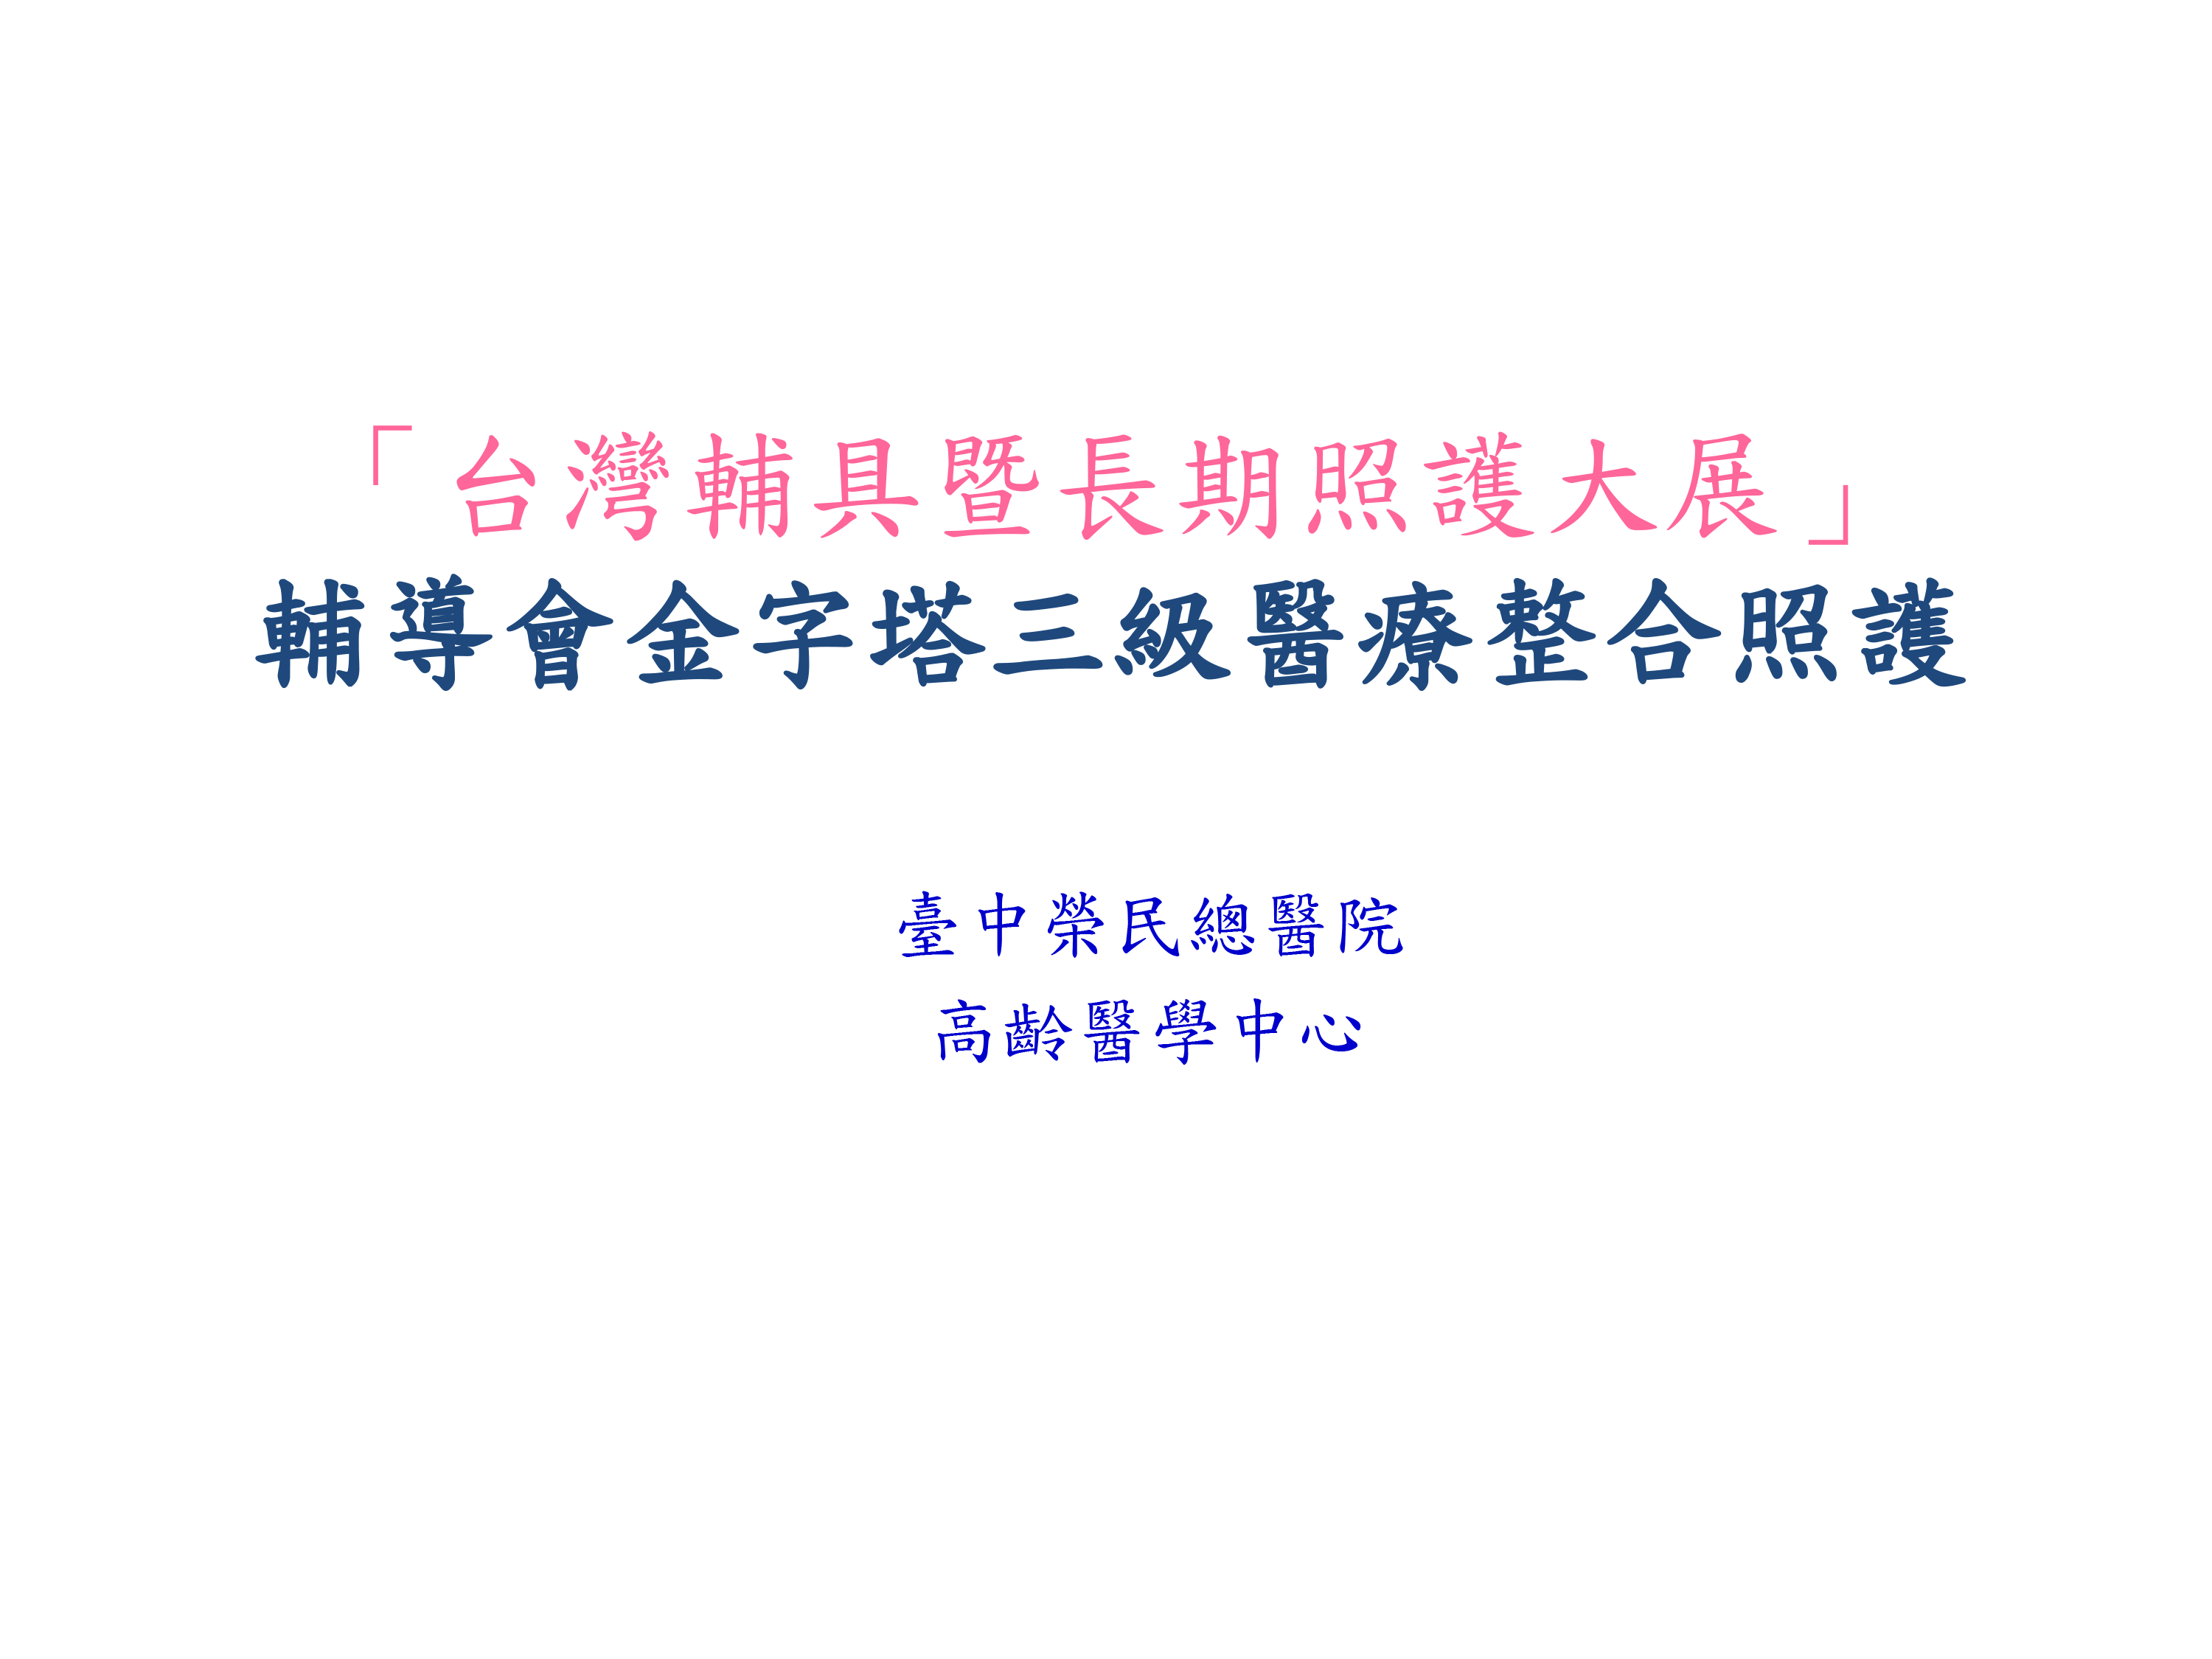 「台灣輔具暨長期照護大展」
輔導會金字塔三級醫療整合照護
臺中榮民總醫院
高齡醫學中心